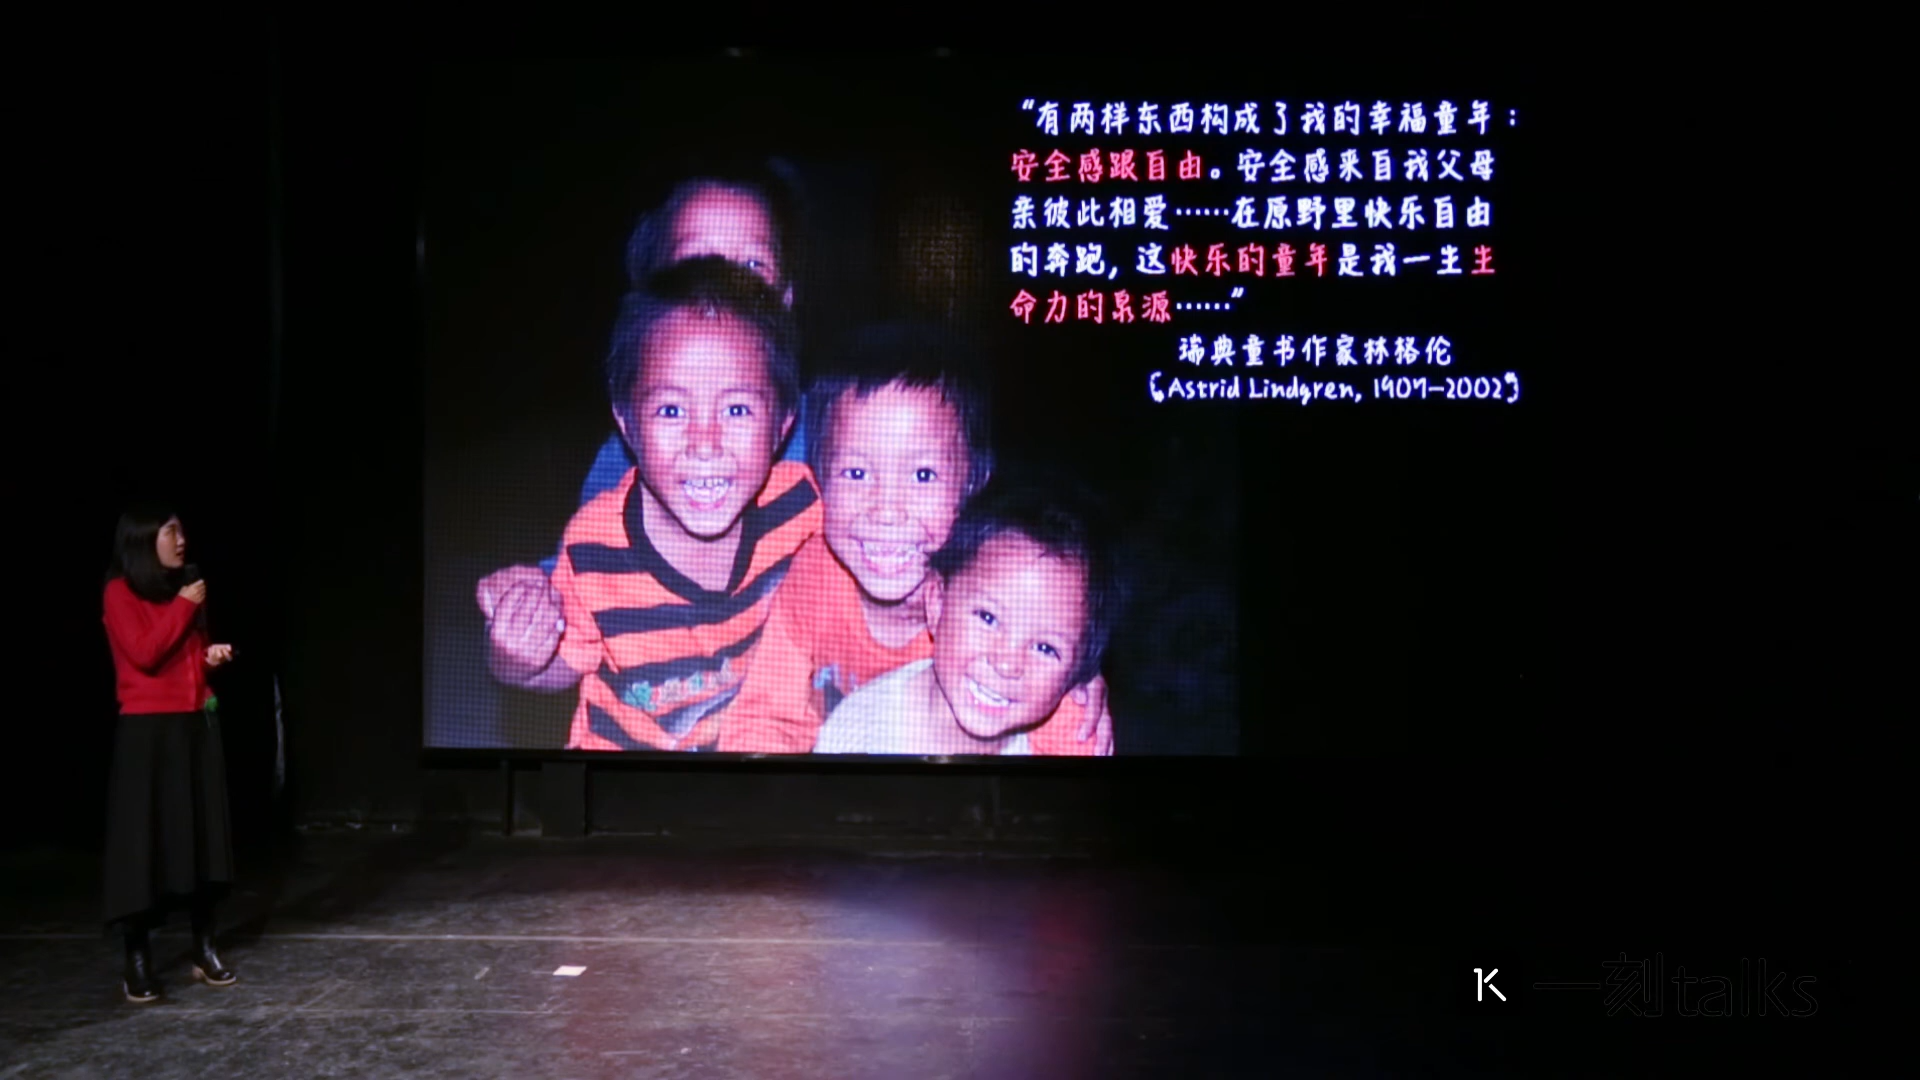 “有两样东西构成了我的幸福童年：
安全感跟自由。安全感来自我父母
亲彼此相爱……在原野里快乐自由
的奔跑，这快乐的童年是我一生生
命力的泉源……”
瑞典童书作家林格伦
(Astrid Lindgren, 1907-2002)
一刻talks